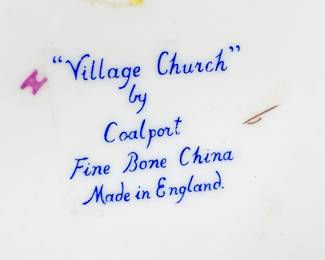 "Village Church"
by
Coalport
Fine Bone China
Made in England.